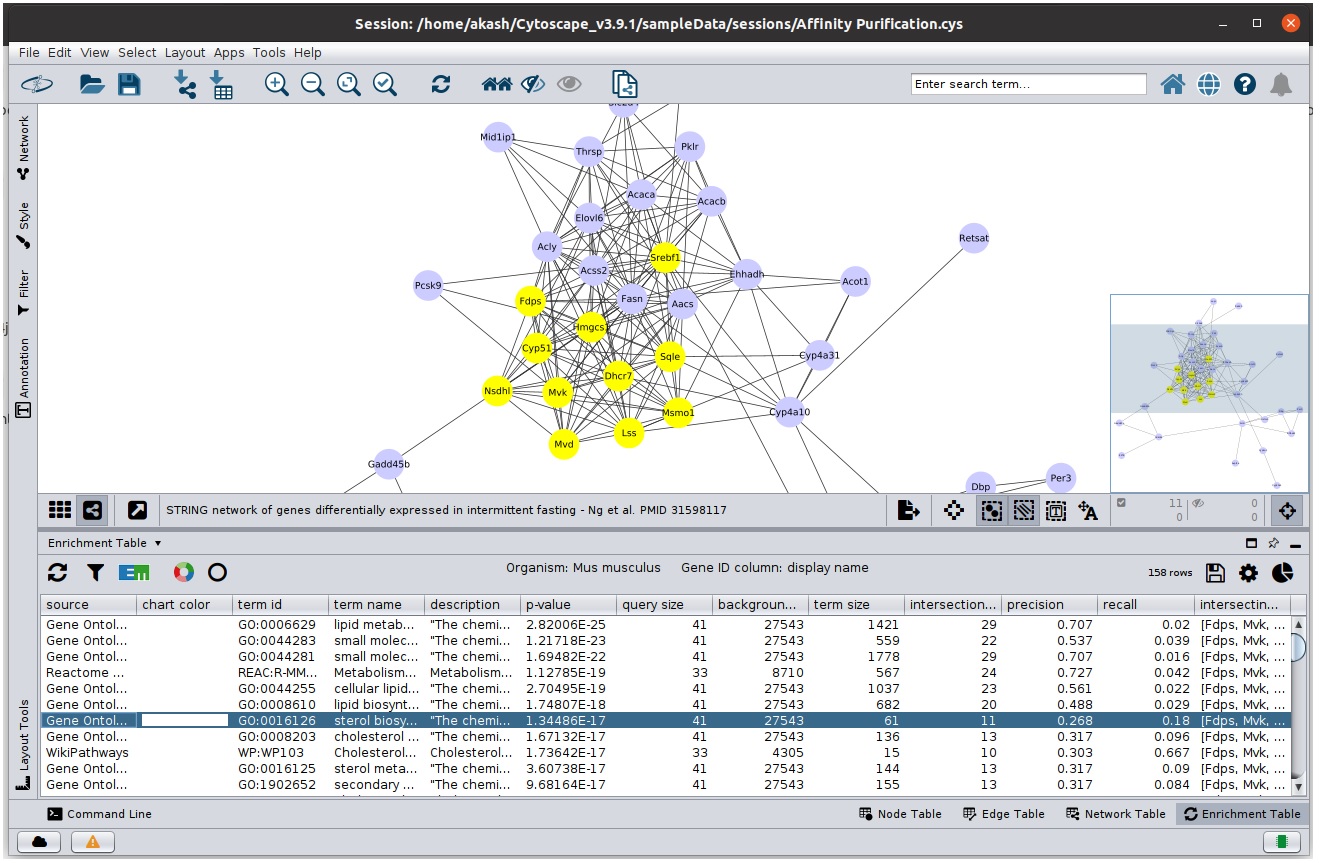 Session: /home/akash/Cytoscape_v3.9.1/sampleData/sessions/Affinity Purification.cys
File Edit View Select Layout Apps Tools Help
Enter search term...
Network
Style
Filter
Annotation
Layout Tools
Mid1ip1
Thrsp
Pklr
Acaca
Acacb
Elovl6
Acly
Retsat
Srebf1
Acss2
Ehhadh
Acot1
Pcsk9
Fdps
Fasn
Aacs
Hmgcs1
Cyp51
Sqle
Cyp4a31
Dhcr7
Nsdhl
Mvk
Msmo1
Cyp4a10
Lss
Mvd
Gadd45b
Dbp
Per3
STRING network of genes differentially expressed in intermittent fasting - Ng et al. PMID 31598117
11 0
0 0
Enrichment Table
Organism: Mus musculus Gene ID column: display name
158 rows
source chart color term id term name description p-value query size backgroun... term size intersection... precision recall intersectin...
Gene Ontol... GO:0006629 lipid metab... "The chemi... 2.82006E-25 41 27543 1421 29 0.707 0.02 [Fdps, Mvk, ...
Gene Ontol... GO:0044283 small molec... "The chemi... 1.21718E-23 41 27543 559 22 0.537 0.039 [Fdps, Mvk, ...
Gene Ontol... GO:0044281 small molec... "The chemi... 1.69482E-22 41 27543 1778 29 0.707 0.016 [Fdps, Mvk, ...
Reactome ... REAC:R-MM... Metabolism... Metabolism... 1.12785E-19 33 8710 567 24 0.727 0.042 [Fdps, Mvk, ...
Gene Ontol... GO:0044255 cellular lipid... "The chemi... 2.70495E-19 41 27543 1037 23 0.561 0.022 [Fdps, Mvk, ...
Gene Ontol... GO:0008610 lipid biosynt... "The chemi... 1.74807E-18 41 27543 682 20 0.488 0.029 [Fdps, Mvk, ...
Gene Ontol... GO:0016126 sterol biosy... "The chemi... 1.34486E-17 41 27543 61 11 0.268 0.18 [Fdps, Mvk, ...
Gene Ontol... GO:0008203 cholesterol ... "The chemi... 1.67132E-17 41 27543 136 13 0.317 0.096 [Fdps, Mvk, ...
WikiPathways WP:WP103 Cholesterol... Cholesterol... 1.73642E-17 33 4305 15 10 0.303 0.667 [Fdps, Mvk, ...
Gene Ontol... GO:0016125 sterol meta... "The chemi... 3.60738E-17 41 27543 144 13 0.317 0.09 [Fdps, Mvk, ...
Gene Ontol... GO:1902652 secondary ... "The chemi... 9.68164E-17 41 27543 155 13 0.317 0.084 [Fdps, Mvk, ...
Command Line
Node Table Edge Table Network Table Enrichment Table